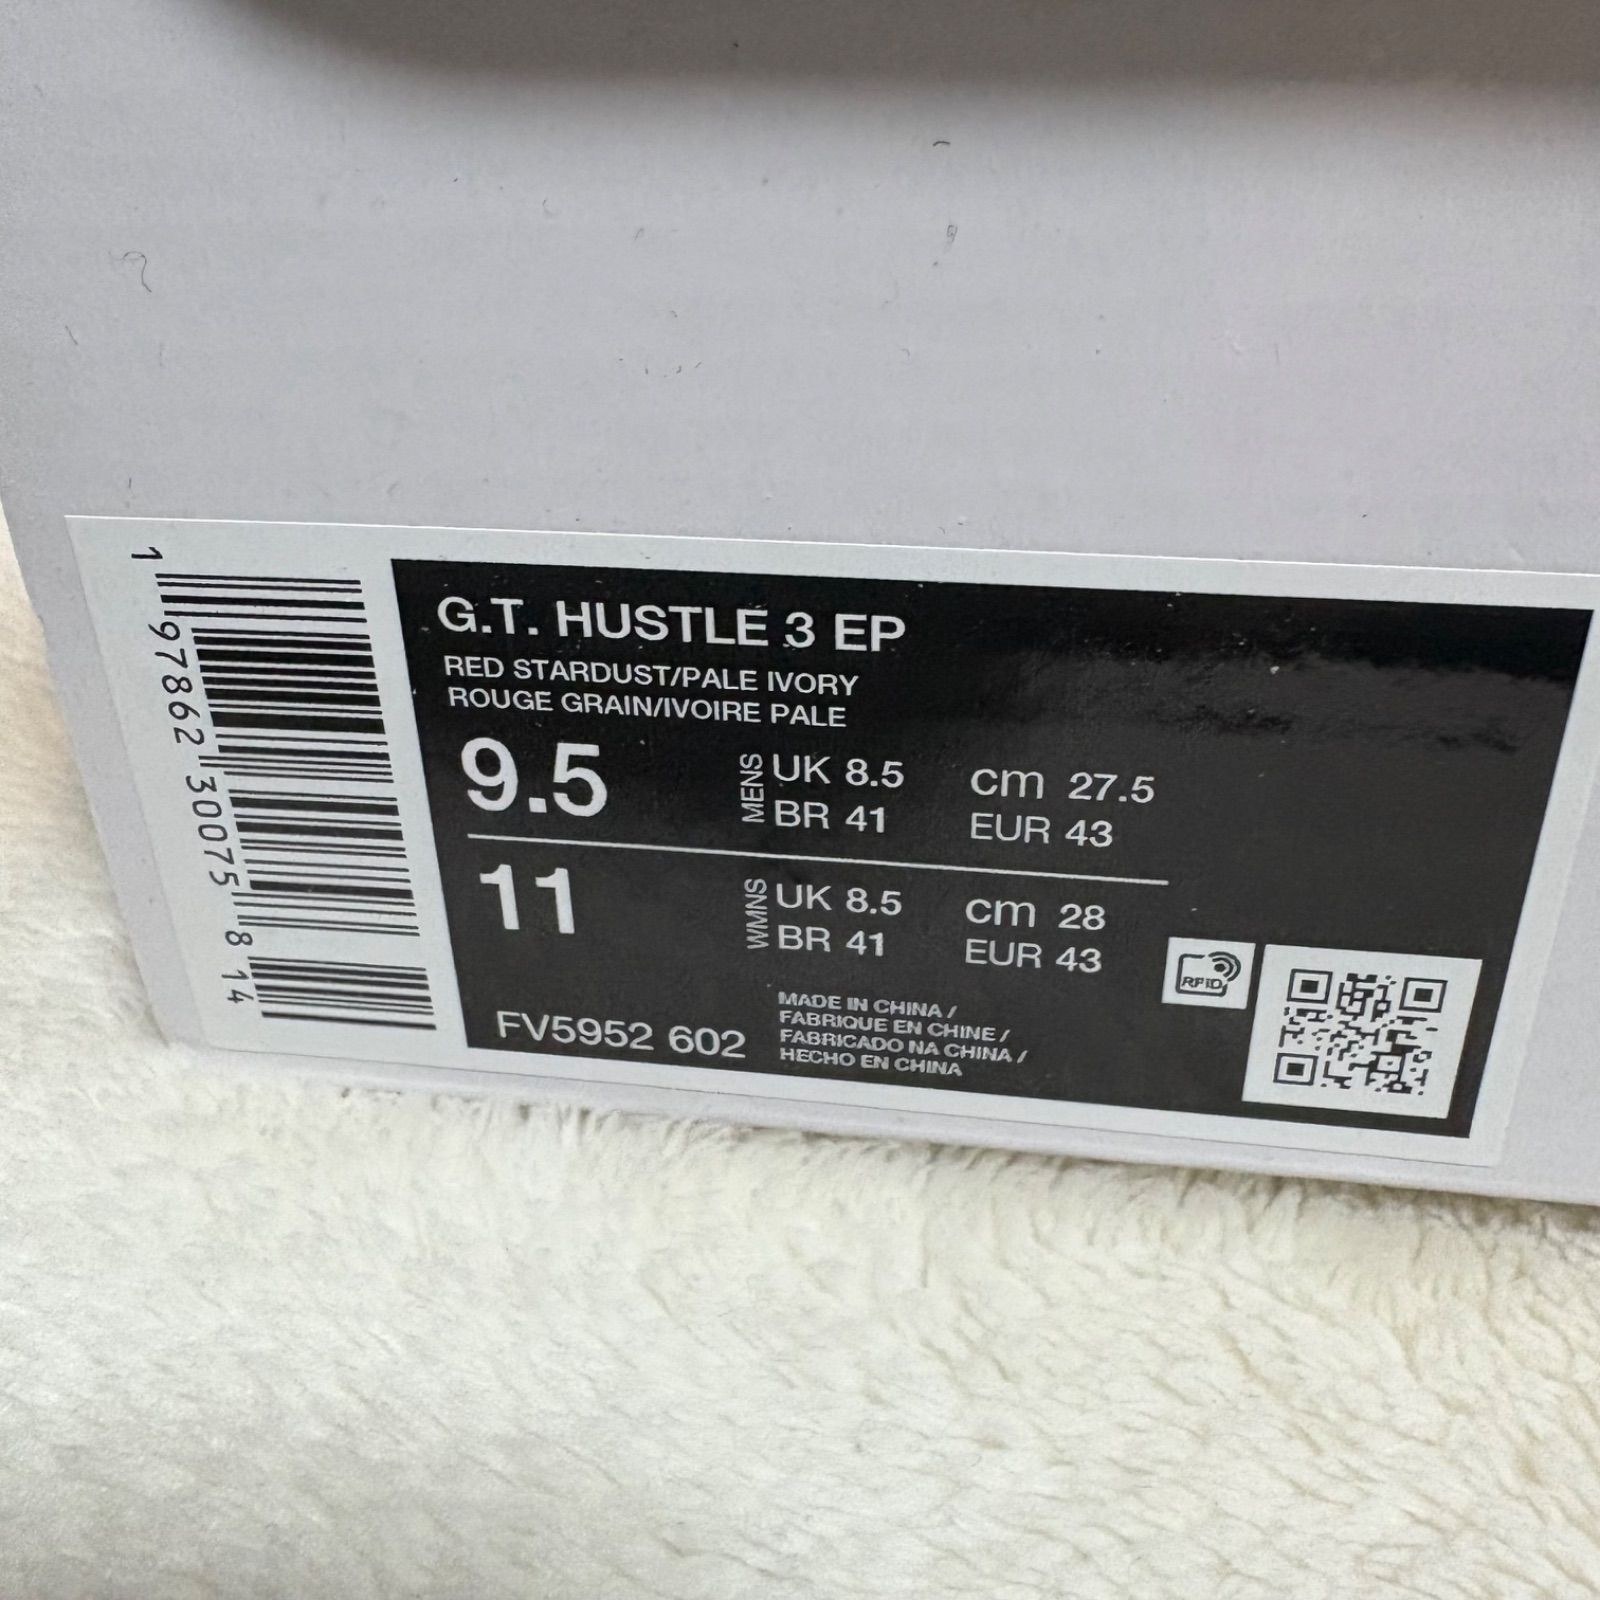 1 97862 30075 8 14
G.T. HUSTLE 3 EP
RED STARDUST/PALE IVORY
ROUGE GRAIN/IVOIRE PALE
9.5
MENS
UK 8.5
cm 27.5
BR 41
EUR 43
11
WMNS
UK 8.5
cm 28
BR 41
EUR 43
FV5952 602
MADE IN CHINA /
FABRIQUE EN CHINE /
FABRICADO NA CHINA /
HECHO EN CHINA
RFID